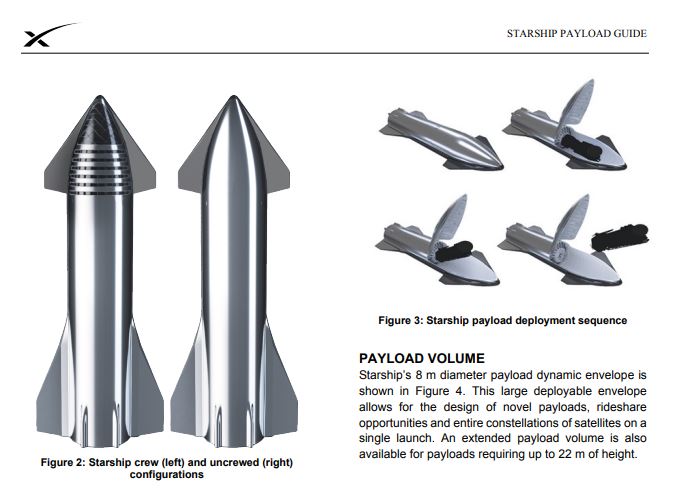 STARSHIP PAYLOAD GUIDE
Figure 2: Starship crew (left) and uncrewed (right)
configurations
Figure 3: Starship payload deployment sequence
PAYLOAD VOLUME
Starship's 8 m diameter payload dynamic envelope is
shown in Figure 4. This large deployable envelope
allows for the design of novel payloads, rideshare
opportunities and entire constellations of satellites on a
single launch. An extended payload volume is also
available for payloads requiring up to 22 m of height.